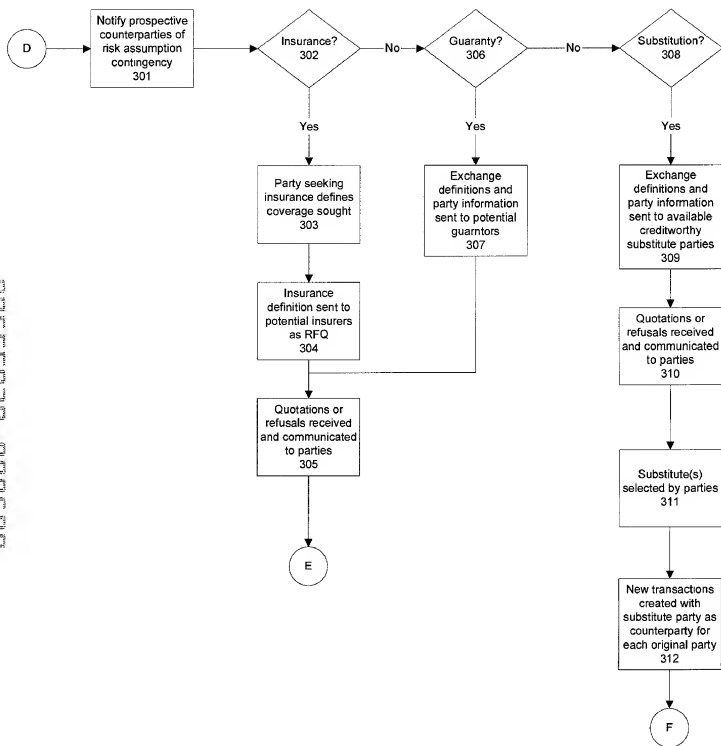 D
Notify prospective
counterparties of
risk assumption
contingency
301
Insurance?
302
No
Guaranty?
306
No
Substitution?
308
Yes
Yes
Yes
Party seeking
insurance defines
coverage sought
303
Exchange
definitions and
party information
sent to potential
guarntors
307
Exchange
definitions and
party information
sent to available
creditworthy
substitute parties
309
Insurance
definition sent to
potential insurers
as RFQ
304
Quotations or
refusals received
and communicated
to parties
310
Quotations or
refusals received
and communicated
to parties
305
Substitute(s)
selected by parties
311
E
New transactions
created with
substitute party as
counterparty for
each original party
312
F